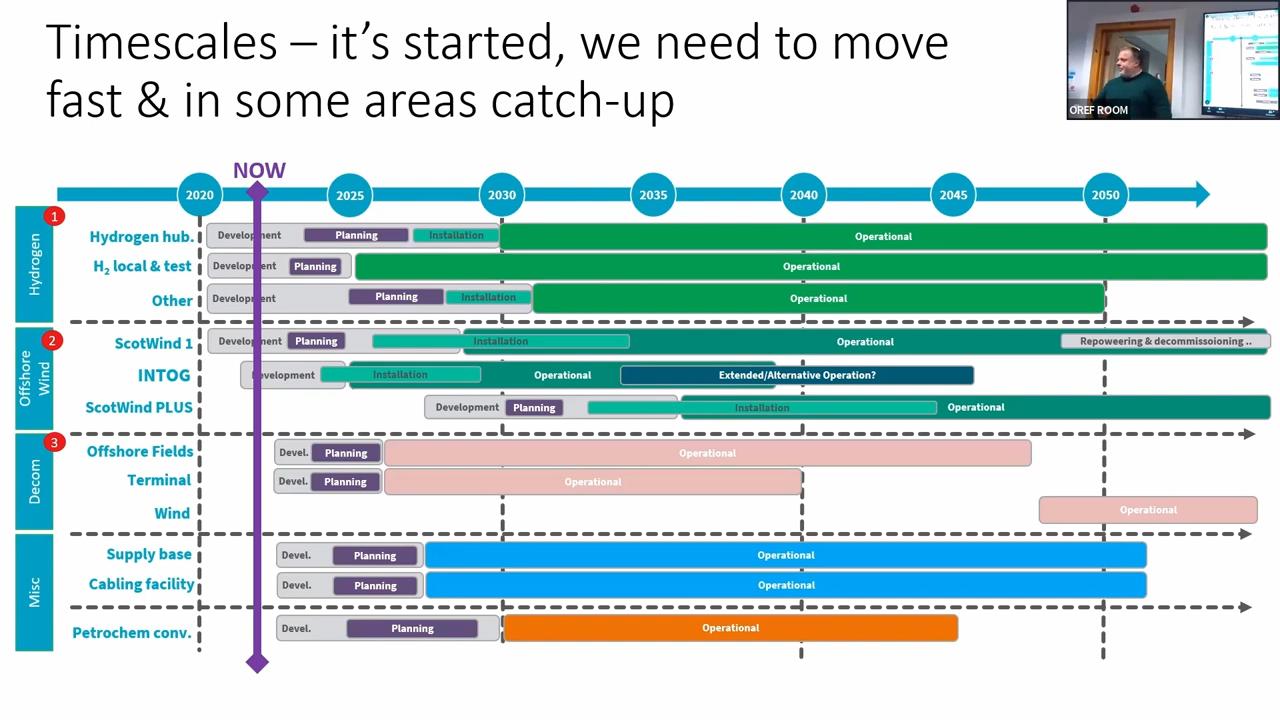 Timescales – it's started, we need to move
fast & in some areas catch-up
OREF ROOM
NOW
2020 2025 2030 2035 2040 2045 2050
Hydrogen
1
Hydrogen hub. Development Planning Installation Operational
H₂ local & test Development Planning Operational
Other Development Planning Installation Operational
Offshore
Wind
2
ScotWind 1 Development Planning Installation Operational Repoweering & decommissoioning ..
INTOG Development Installation Operational Extended/Alternative Operation?
ScotWind PLUS Development Planning Installation Operational
Decom
3
Offshore Fields Devel. Planning Operational
Terminal Devel. Planning Operational
Wind Operational
Misc
Supply base Devel. Planning Operational
Cabling facility Devel. Planning Operational
Petrochem conv. Devel. Planning Operational